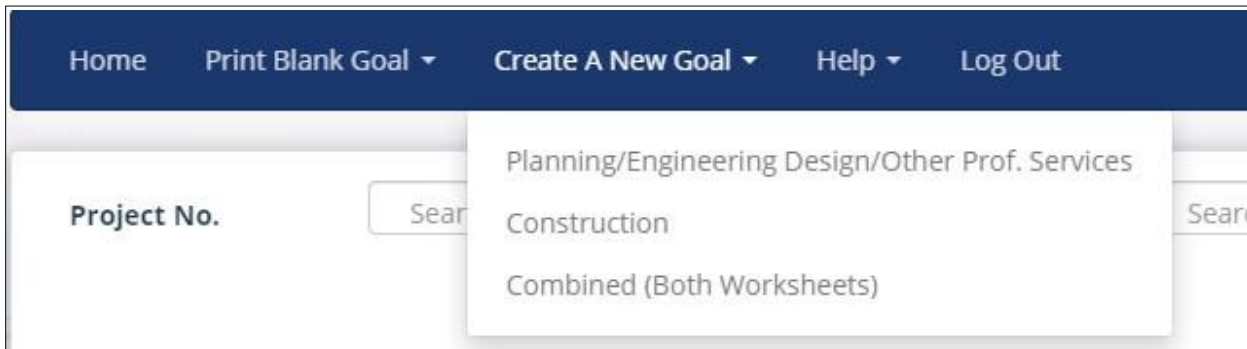 Home Print Blank Goal Create A New Goal Help Log Out
Planning/Engineering Design/Other Prof. Services
Project No.
Construction
Combined (Both Worksheets)